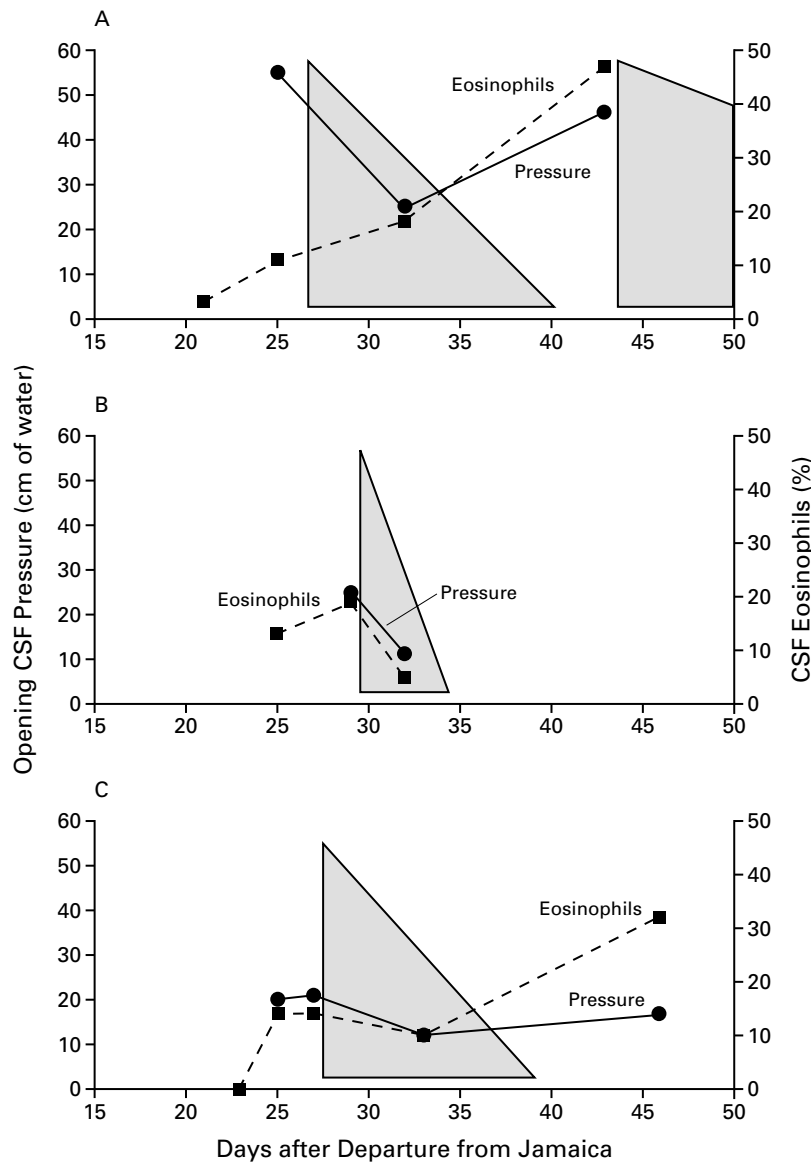 A
60
50
40
30
20
10
0
50
40
30
20
10
0
Eosinophils
Pressure
15 20 25 30 35 40 45 50
B
60
50
40
30
20
10
0
50
40
30
20
10
0
Eosinophils
Pressure
15 20 25 30 35 40 45 50
C
60
50
40
30
20
10
0
50
40
30
20
10
0
Eosinophils
Pressure
15 20 25 30 35 40 45 50
Opening CSF Pressure (cm of water)
CSF Eosinophils (%)
Days after Departure from Jamaica